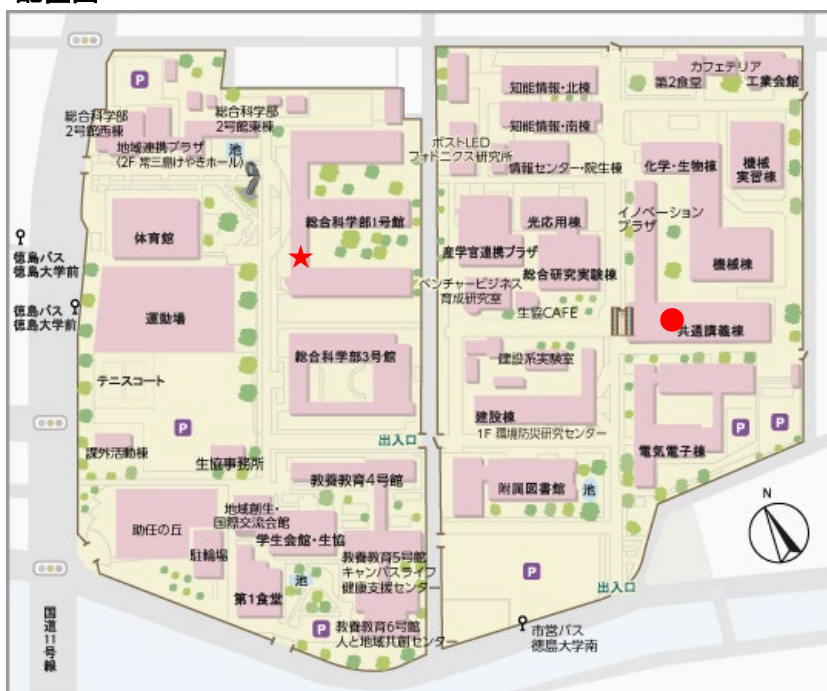 P
総合科学部
2号館西棟
総合科学部
2号館東棟
地域連携プラザ
(2F 常三島けやきホール)
池
総合科学部1号館
体育館
徳島バス
徳島大学前
徳島バス
徳島大学前
運動場
総合科学部3号館
テニスコート
P
課外活動棟
生協事務所
出入口
教養教育4号館
助任の丘
地域創生・
国際交流会館
学生会館・生協
駐輪場
池
第1食堂
教養教育5号館
キャンパスライフ
健康支援センター
P
教養教育6号館
人と地域共創センター
国道11号線
知能情報・北棟
知能情報・南棟
ポストLED
フォトニクス研究所
情報センター・院生棟
カフェテリア
第2食堂
工業会館
化学・生物棟
機械
実習棟
イノベーション
プラザ
光応用棟
産学官連携プラザ
総合研究実験棟
機械棟
ベンチャービジネス
育成研究室
生協CAFE
共通講義棟
建設系実験室
建設棟
1F 環境防災研究センター
電気電子棟
P
P
附属図書館
池
N
P
出入口
市営バス
徳島大学南